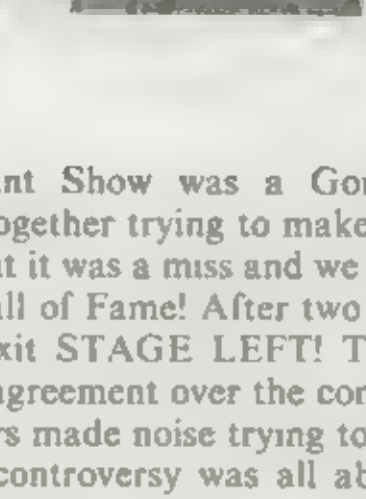 nt Show was a Go
ogether trying to make
t it was a miss and we
ll of Fame! After two
xit STAGE LEFT! T
greement over the co
rs made noise trying to
controversy was all ab